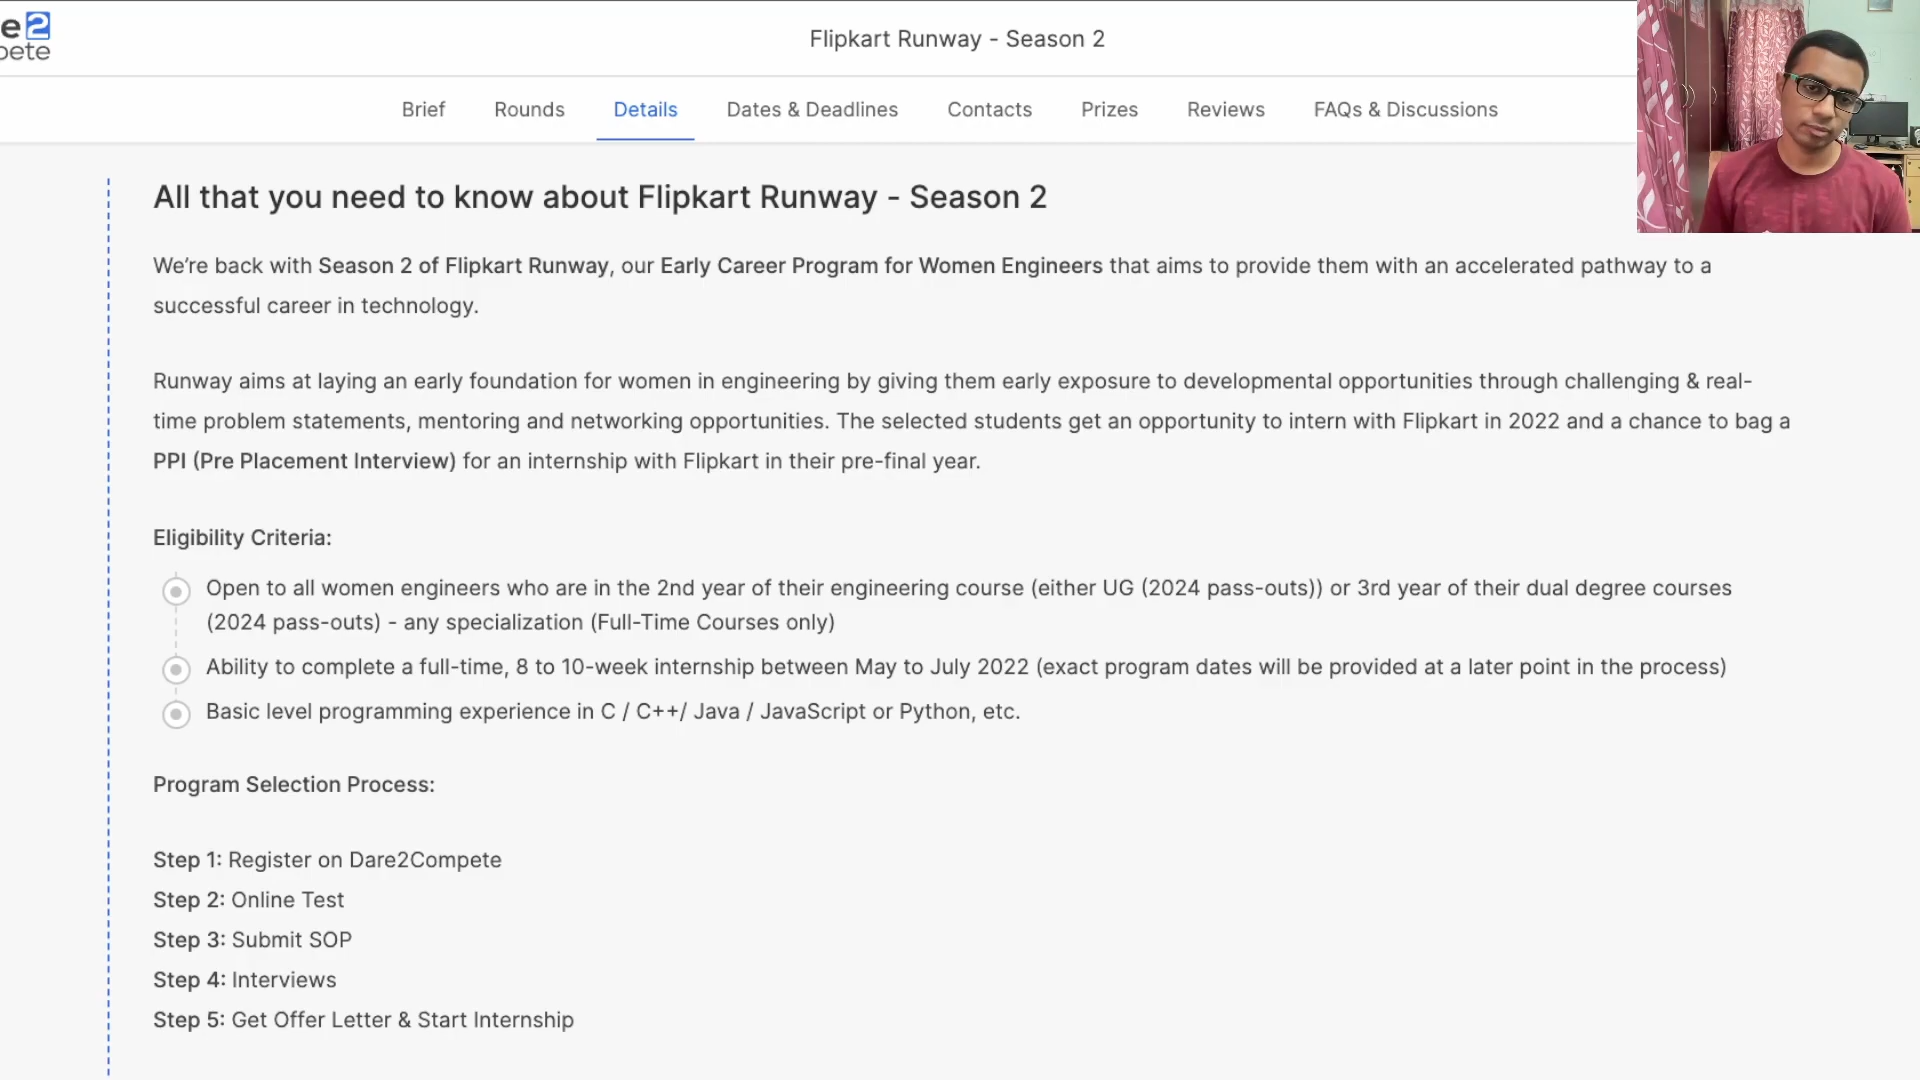 e2
pete
Flipkart Runway - Season 2
Brief Rounds Details Dates & Deadlines Contacts Prizes Reviews FAQs & Discussions
All that you need to know about Flipkart Runway - Season 2
We’re back with Season 2 of Flipkart Runway, our Early Career Program for Women Engineers that aims to provide them with an accelerated pathway to a
successful career in technology.
Runway aims at laying an early foundation for women in engineering by giving them early exposure to developmental opportunities through challenging & real-
time problem statements, mentoring and networking opportunities. The selected students get an opportunity to intern with Flipkart in 2022 and a chance to bag a
PPI (Pre Placement Interview) for an internship with Flipkart in their pre-final year.
Eligibility Criteria:
Open to all women engineers who are in the 2nd year of their engineering course (either UG (2024 pass-outs)) or 3rd year of their dual degree courses
(2024 pass-outs) - any specialization (Full-Time Courses only)
Ability to complete a full-time, 8 to 10-week internship between May to July 2022 (exact program dates will be provided at a later point in the process)
Basic level programming experience in C / C++/ Java / JavaScript or Python, etc.
Program Selection Process:
Step 1: Register on Dare2Compete
Step 2: Online Test
Step 3: Submit SOP
Step 4: Interviews
Step 5: Get Offer Letter & Start Internship